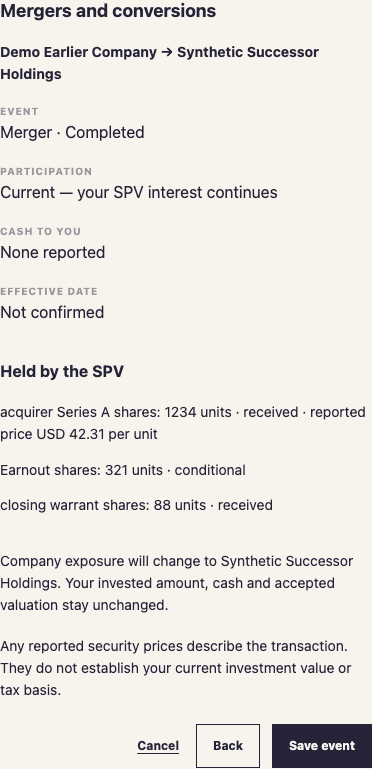 Mergers and conversions
Demo Earlier Company → Synthetic Successor
Holdings
EVENT
Merger · Completed
PARTICIPATION
Current — your SPV interest continues
CASH TO YOU
None reported
EFFECTIVE DATE
Not confirmed
Held by the SPV
acquirer Series A shares: 1234 units · received · reported
price USD 42.31 per unit
Earnout shares: 321 units · conditional
closing warrant shares: 88 units · received
Company exposure will change to Synthetic Successor
Holdings. Your invested amount, cash and accepted
valuation stay unchanged.
Any reported security prices describe the transaction.
They do not establish your current investment value or
tax basis.
Cancel Back Save event